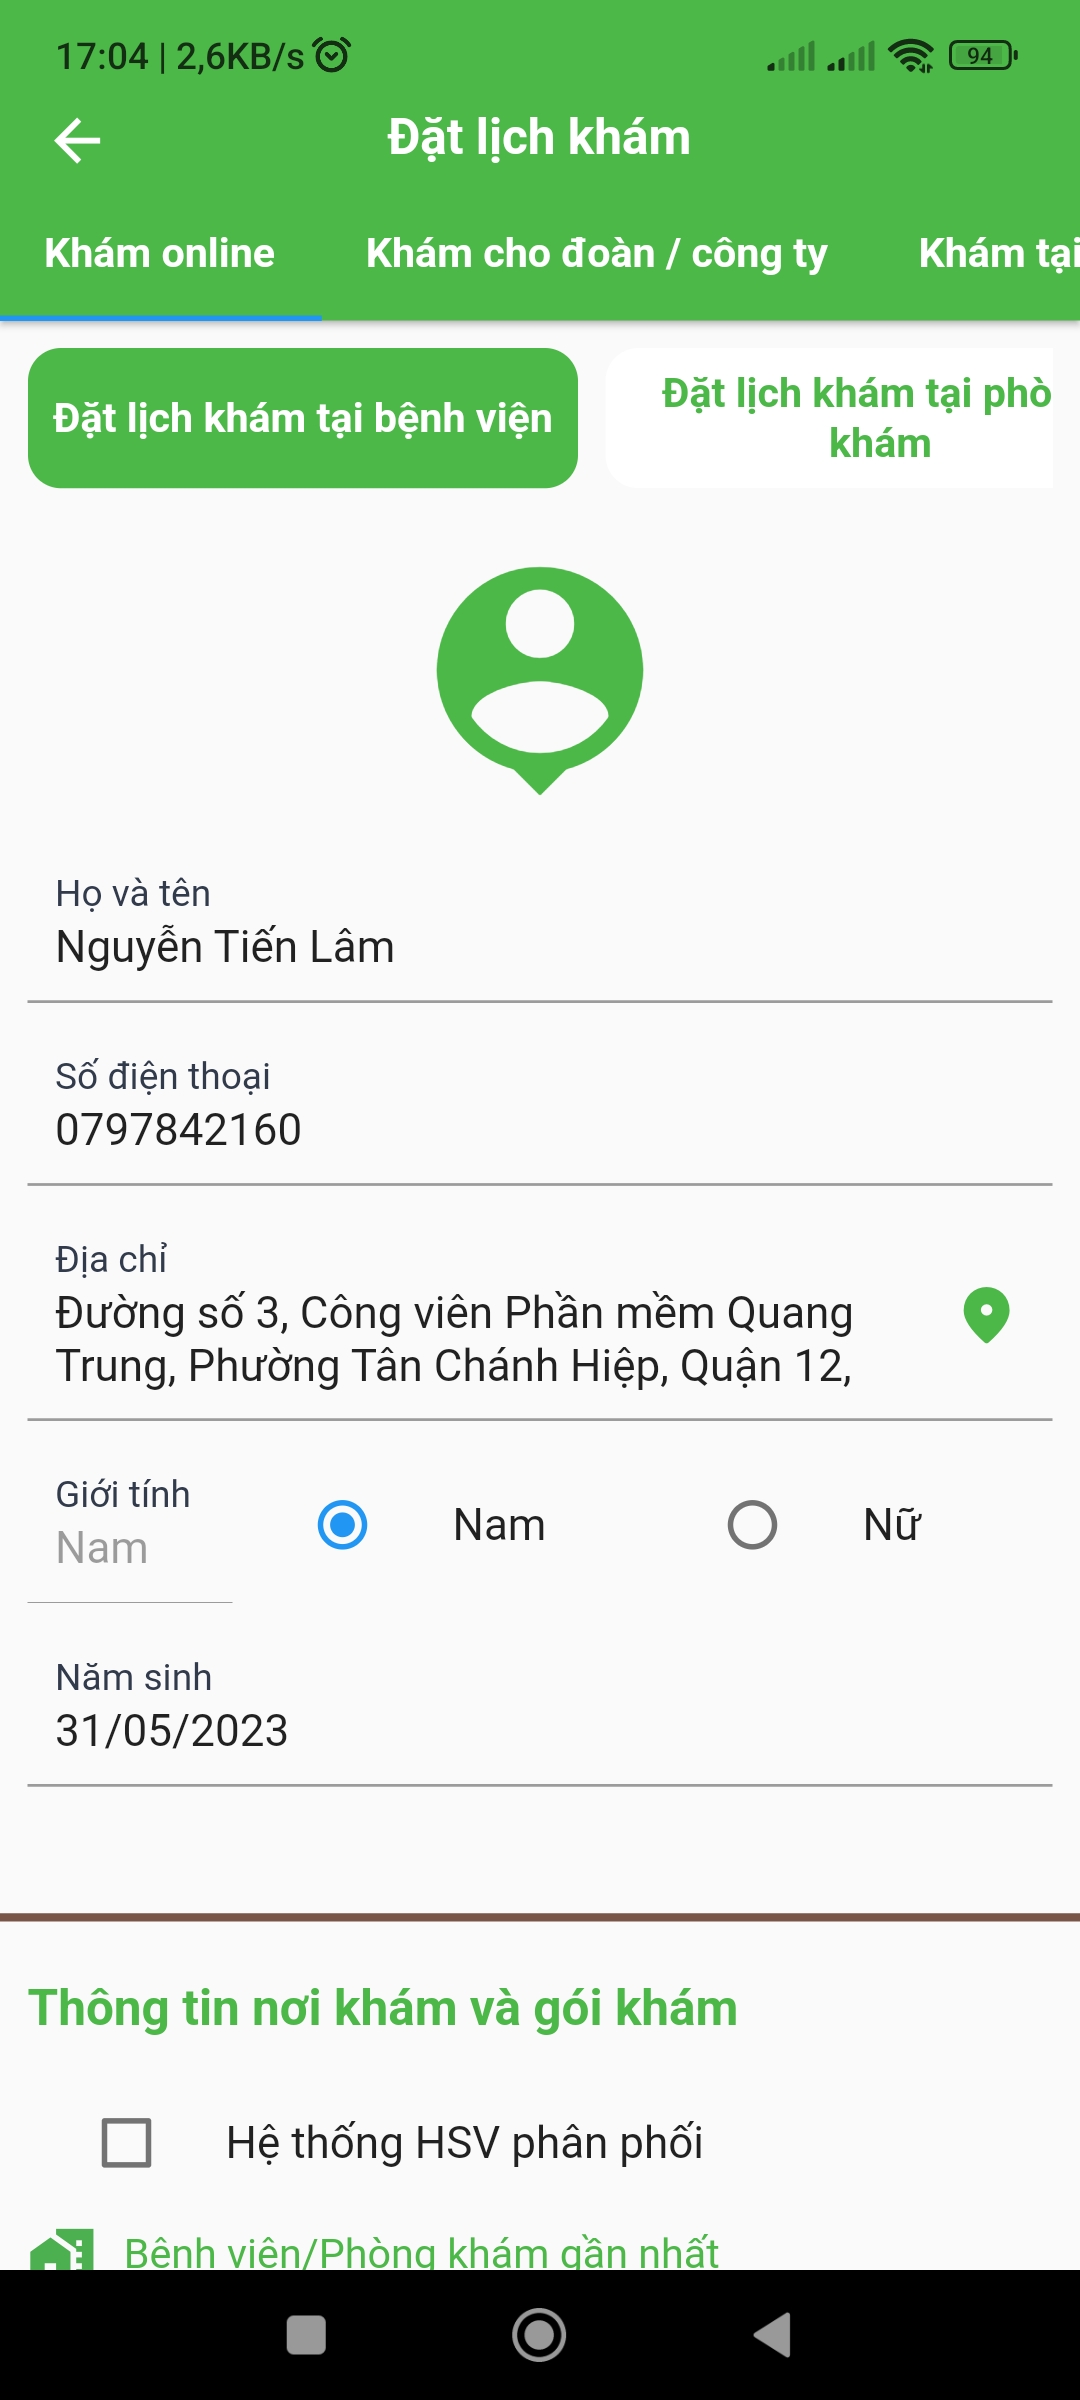 17:04 | 2,6KB/s
94
Đặt lịch khám
Khám online
Khám cho đoàn / công ty
Khám tại
Đặt lịch khám tại bệnh viện
Đặt lịch khám tại phò
khám
Họ và tên
Nguyễn Tiến Lâm
Số điện thoại
0797842160
Địa chỉ
Đường số 3, Công viên Phần mềm Quang
Trung, Phường Tân Chánh Hiệp, Quận 12,
Giới tính
Nam
Nam
Nữ
Năm sinh
31/05/2023
Thông tin nơi khám và gói khám
Hệ thống HSV phân phối
Bệnh viện/Phòng khám gần nhất